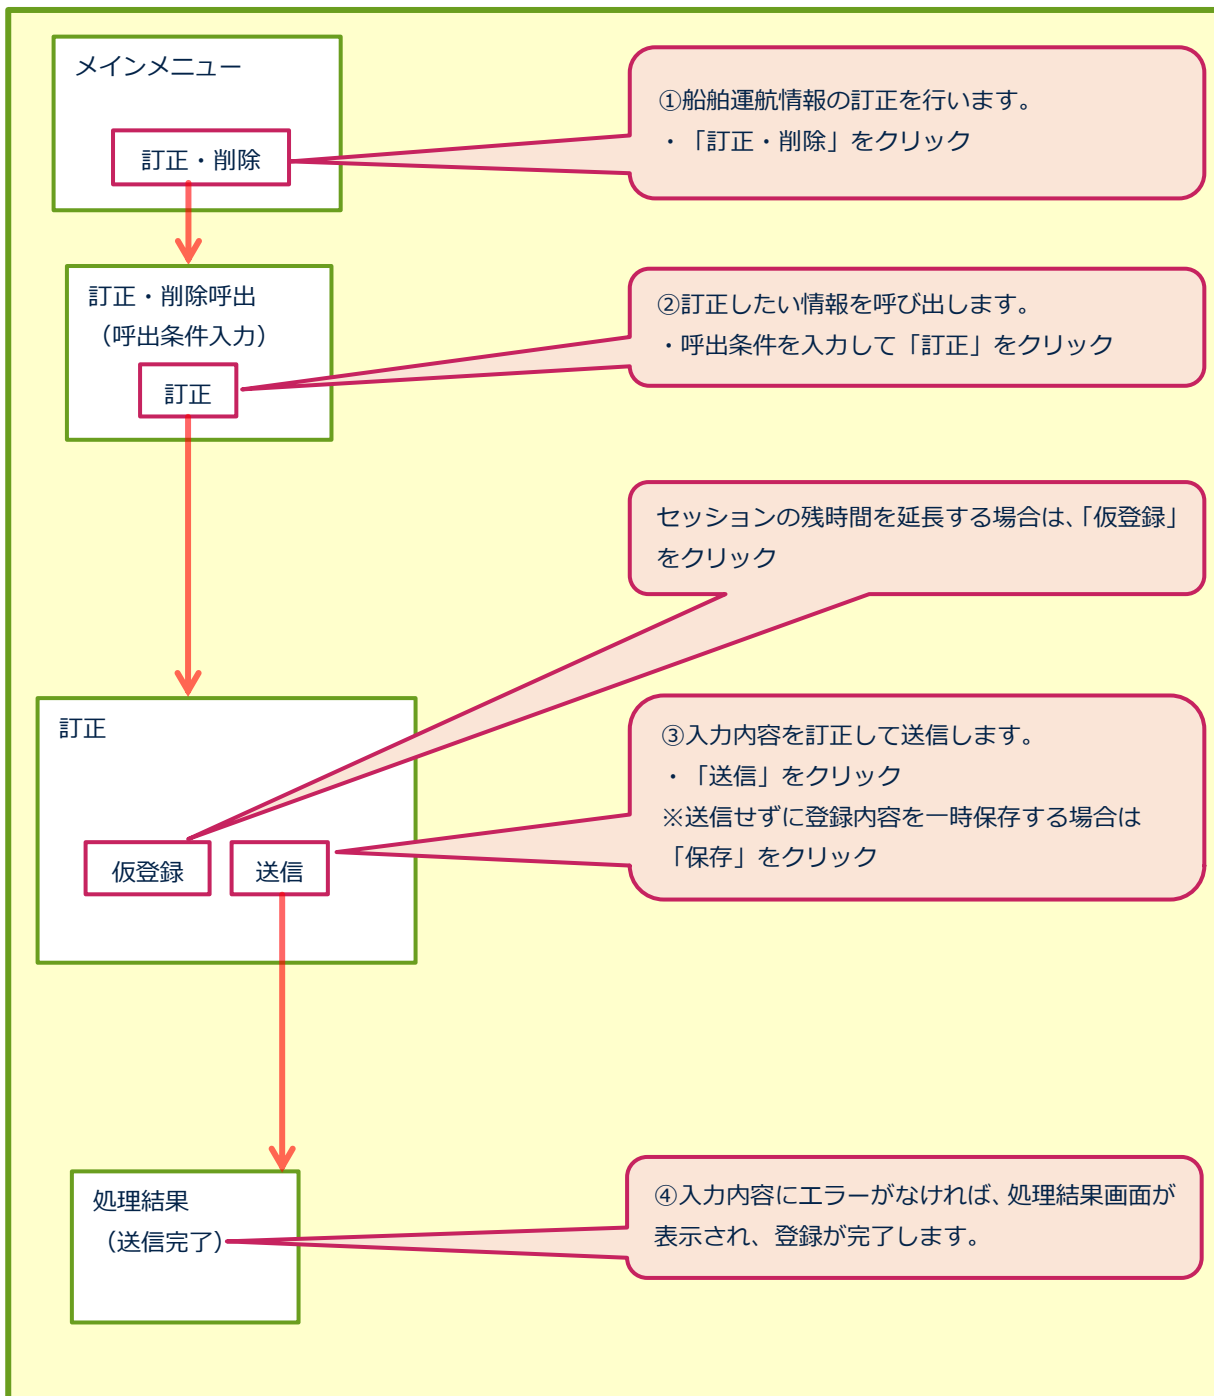 メインメニュー
訂正・削除
①船舶運航情報の訂正を行います。
・「訂正・削除」をクリック
訂正・削除呼出
（呼出条件入力）
訂正
②訂正したい情報を呼び出します。
・呼出条件を入力して「訂正」をクリック
セッションの残時間を延長する場合は、「仮登録」
をクリック
訂正
仮登録
送信
③入力内容を訂正して送信します。
・「送信」をクリック
※送信せずに登録内容を一時保存する場合は
「保存」をクリック
処理結果
（送信完了）
④入力内容にエラーがなければ、処理結果画面が
表示され、登録が完了します。